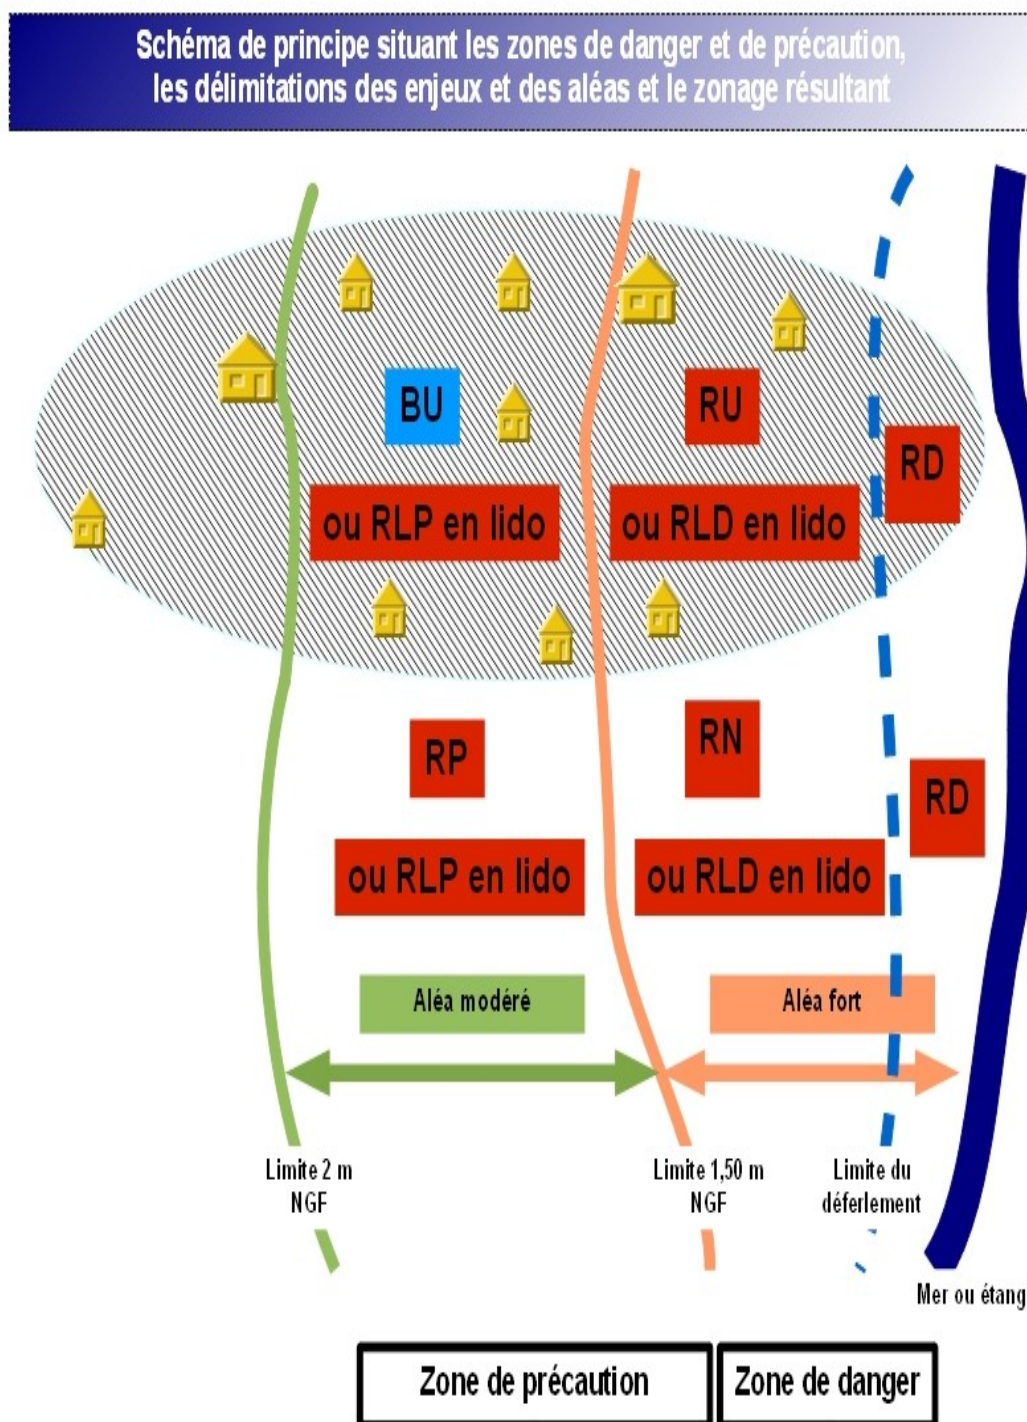 Schéma de principe situant les zones de danger et de précaution,
les délimitations des enjeux et des aléas et le zonage résultant
BU
RU
RD
ou RLP en lido
ou RLD en lido
RP
RN
RD
ou RLP en lido
ou RLD en lido
Aléa modéré
Aléa fort
Limite 2 m
NGF
Limite 1,50 m
NGF
Limite du
déferlement
Mer ou étang
Zone de précaution
Zone de danger